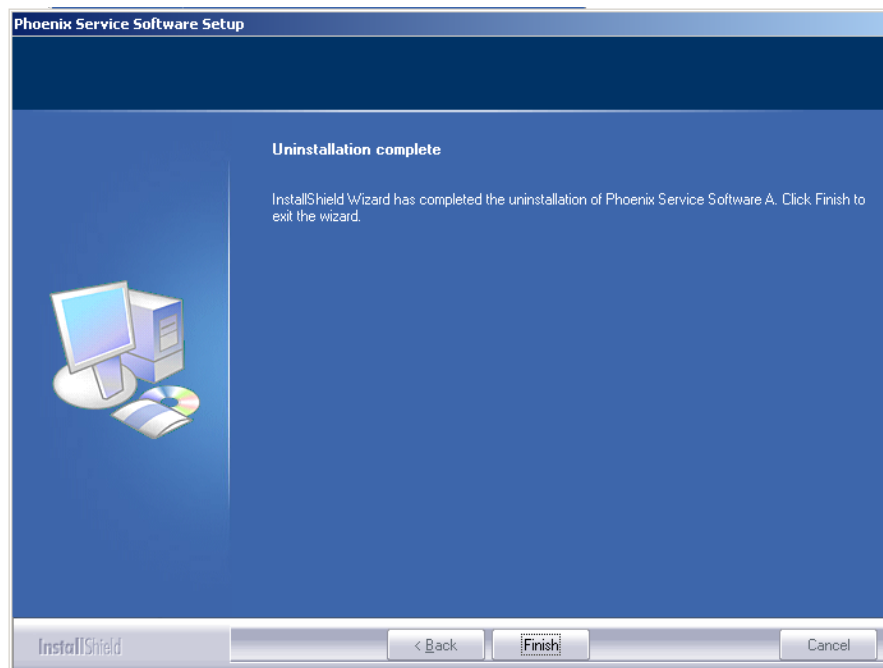 Phoenix Service Software Setup
Uninstallation complete
InstallShield Wizard has completed the uninstallation of Phoenix Service Software A. Click Finish to
exit the wizard.
InstallShield
< Back
Finish
Cancel